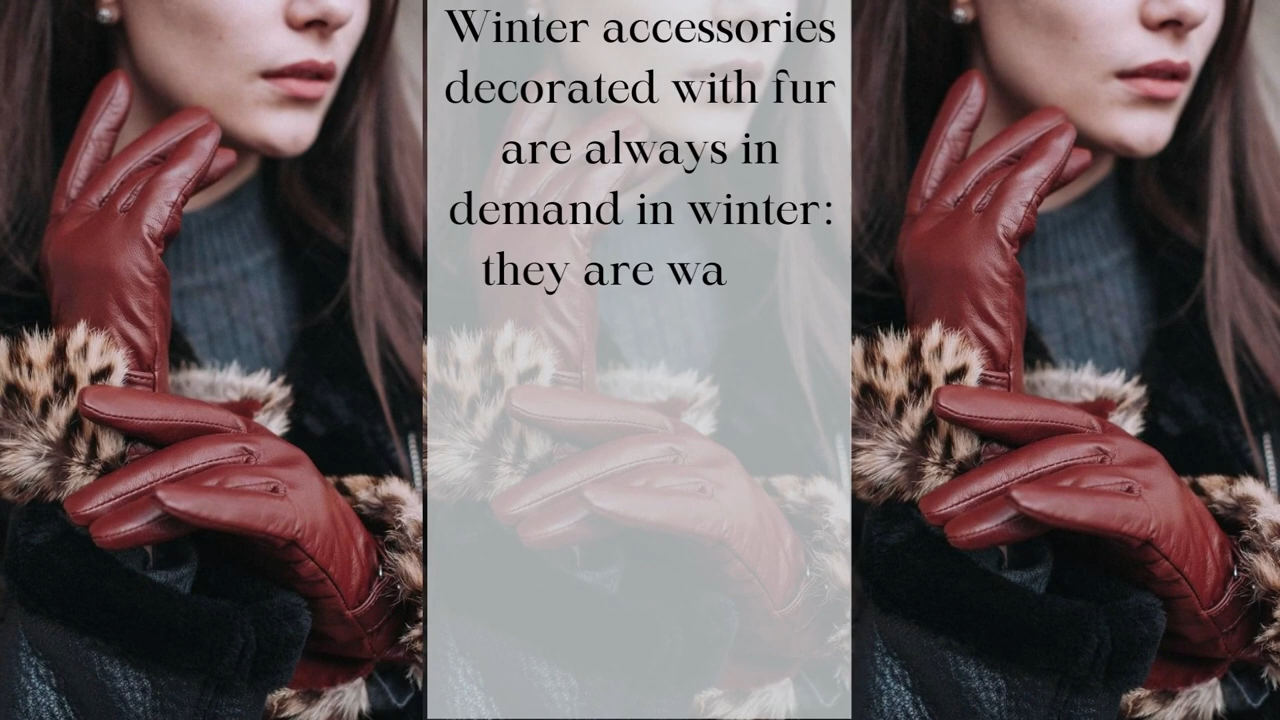 Winter accessories
decorated with fur
are always in
demand in winter:
they are wa